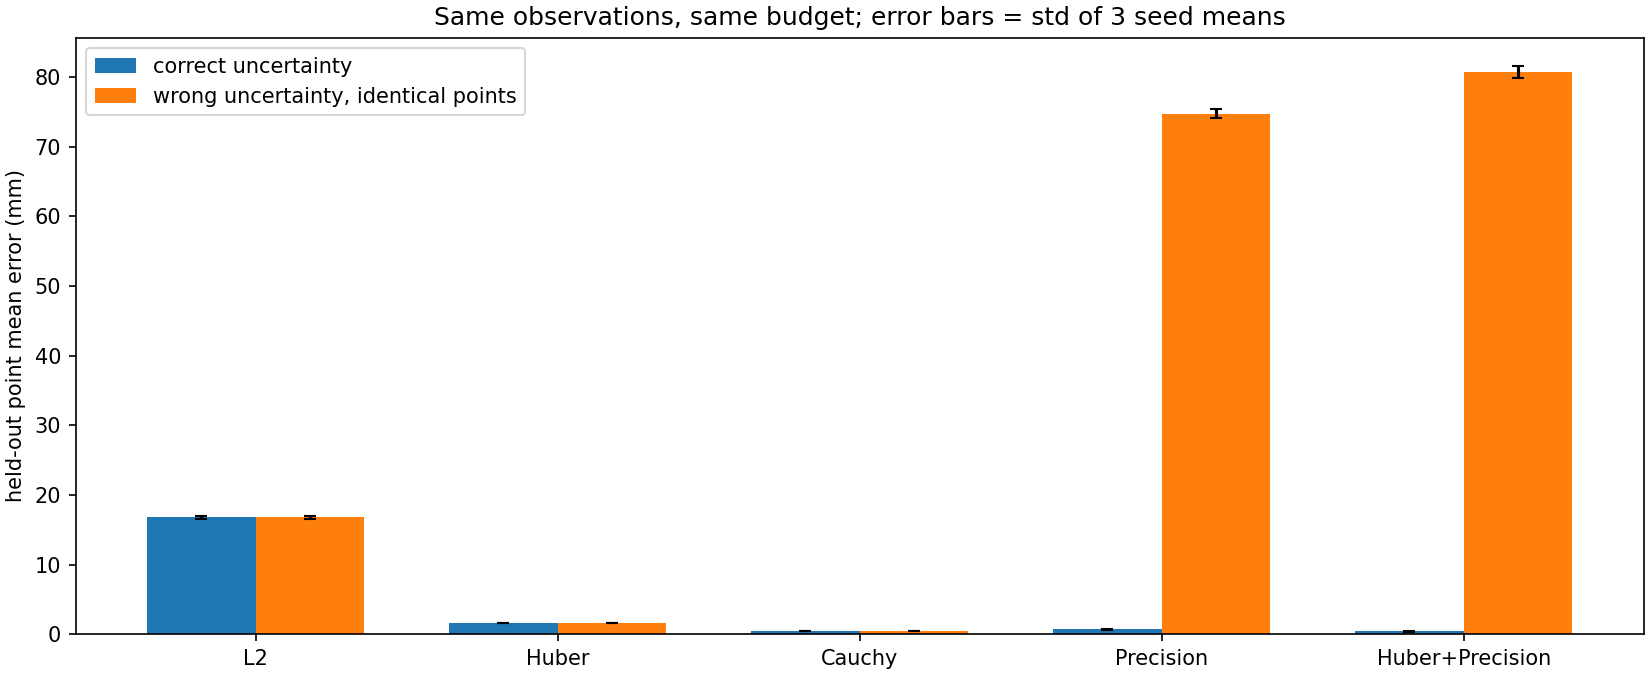 Same observations, same budget; error bars = std of 3 seed means
correct uncertainty
wrong uncertainty, identical points
held-out point mean error (mm)
80
70
60
50
40
30
20
10
0
L2
Huber
Cauchy
Precision
Huber+Precision